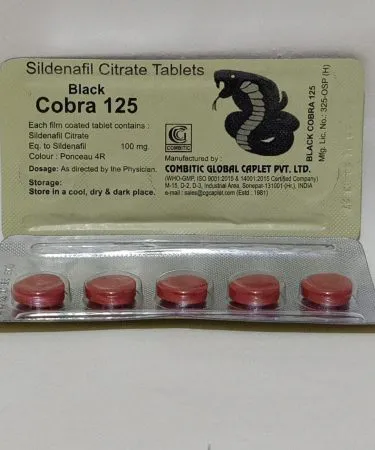 Sildenafil Citrate Tablets
Black
Cobra 125
Each film coated tablet contains :
Sildenafil Citrate
Eq. to Sildenafil 100 mg.
Colour : Ponceau 4R
Dosage: As directed by the Physician.
Storage:
Store in a cool, dry & dark place.
CG
COMBITIC
Manufactured by :
COMBITIC GLOBAL CAPLET PVT. LTD.
(WHO-GMP, ISO 9001:2015 & 14001:2015 Certified Company)
M-15, D-2, D-3, Industrial Area, Sonepat-131001 (Hr.), INDIA
e-mail : sales@cgcaplet.com (Estd : 1981)
BLACK COBRA 125
Mfg. Lic. No.: 325-OSP (H)